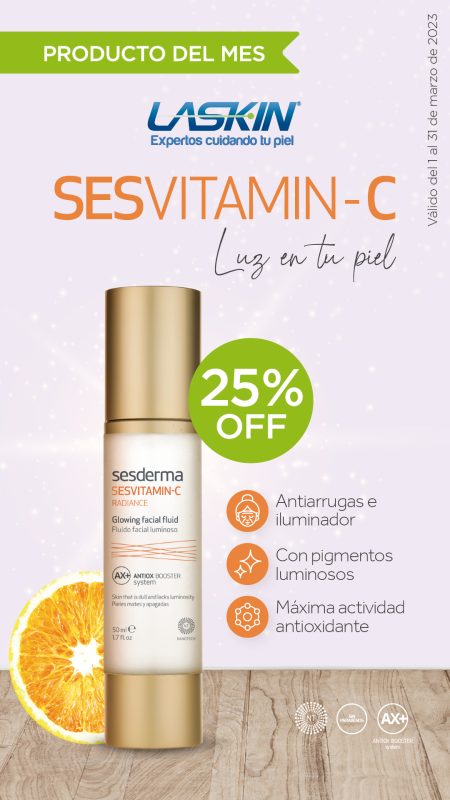 PRODUCTO DEL MES
Válido del 1 al 31 de marzo de 2023
LASKIN®
Expertos cuidando tu piel
SESVITAMIN-C
Luz en tu piel
25%
OFF
sesderma
SESVITAMIN-C
RADIANCE
Glowing facial fluid
Fluido facial luminoso
AX+ ANTIOX BOOSTER
system
Skin that is dull and lacks luminosity
Pieles mates y apagadas
50 ml ℮
1.7 fl. oz
Antiarrugas e
iluminador
Con pigmentos
luminosos
Máxima actividad
antioxidante
NT
AX+
ANTIOX BOOSTER
system